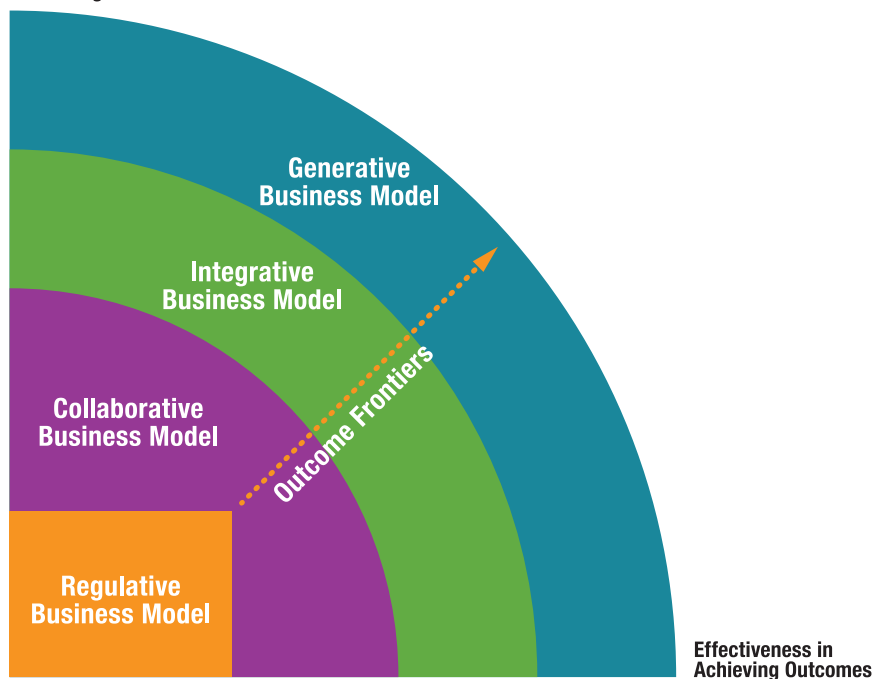 Generative
Business Model
Integrative
Business Model
Outcome Frontiers
Collaborative
Business Model
Regulative
Business Model
Effectiveness in
Achieving Outcomes